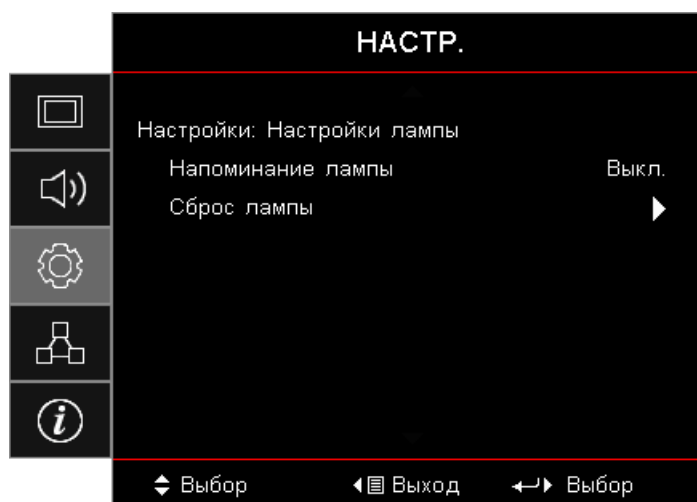 НАСТР.
Настройки: Настройки лампы
Напоминание лампы Выкл.
Сброс лампы
Выбор Выход Выбор